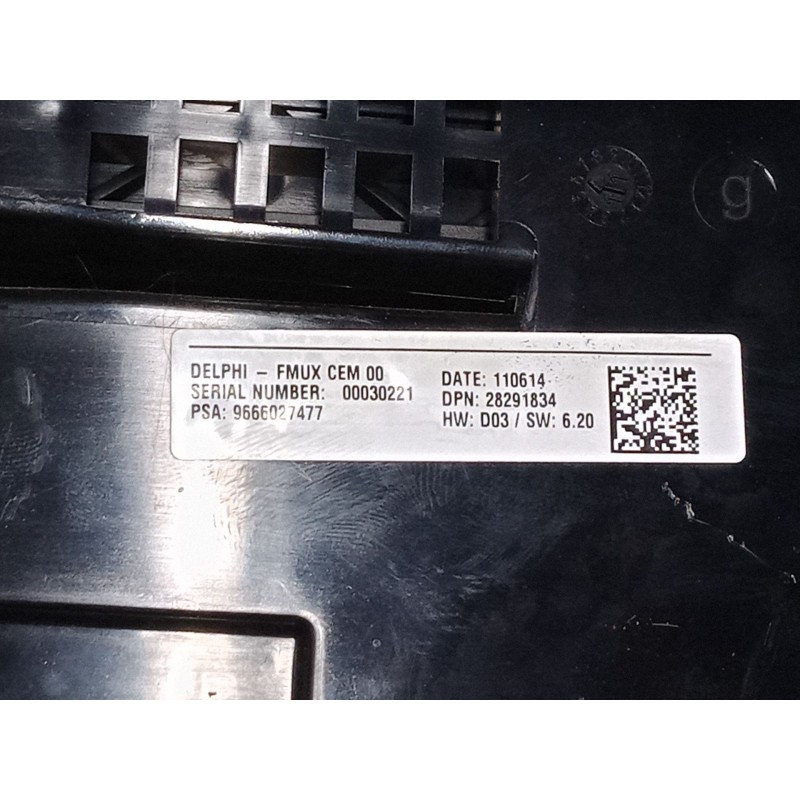 g
DELPHI – FMUX CEM 00
SERIAL NUMBER: 00030221
PSA: 9666027477
DATE: 110614
DPN: 28291834
HW: D03 / SW: 6.20